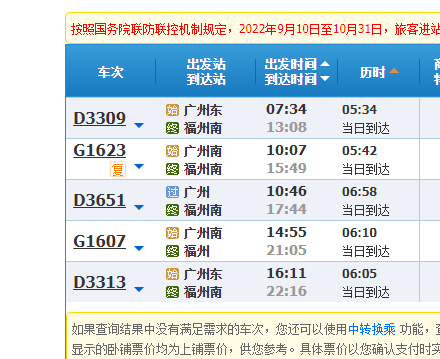 按照国务院联防联控机制规定，2022年9月10日至10月31日，旅客进站
车次 出发站 到达站 出发时间 到达时间 历时
D3309 始 广州东 07:34 05:34
终 福州南 13:08 当日到达
G1623 始 广州南 10:07 05:42
复 终 福州南 15:49 当日到达
D3651 过 广州 10:46 06:58
终 福州南 17:44 当日到达
G1607 始 广州南 14:55 06:10
终 福州 21:05 当日到达
D3313 始 广州东 16:11 06:05
终 福州南 22:16 当日到达
如果查询结果中没有满足需求的车次，您还可以使用中转换乘 功能，
显示的卧铺票价均为上铺票价，供您参考。具体票价以您确认支付时实